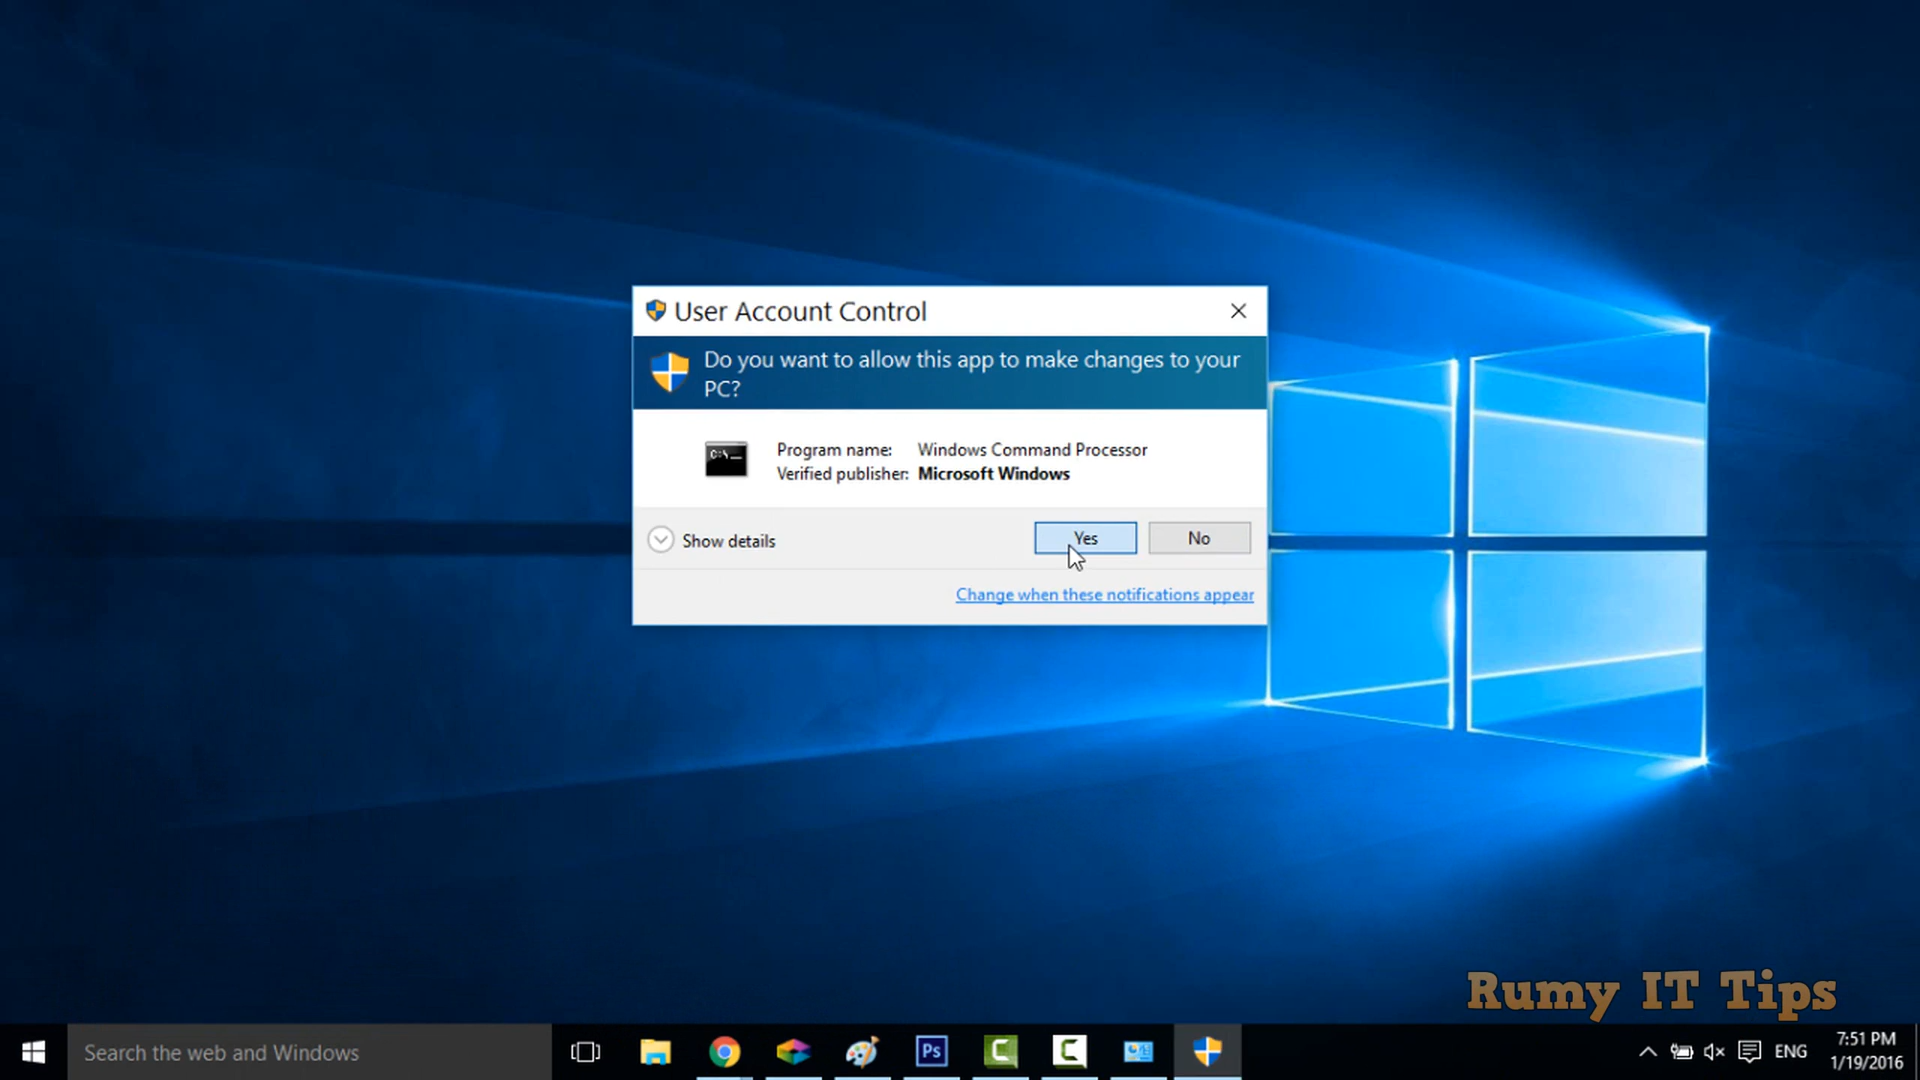 User Account Control
Do you want to allow this app to make changes to your
PC?
C:\
Program name: Windows Command Processor
Verified publisher: Microsoft Windows
Show details
Yes
No
Change when these notifications appear
Rumy IT Tips
Search the web and Windows
Ps
C
C
ENG
7:51 PM
1/19/2016